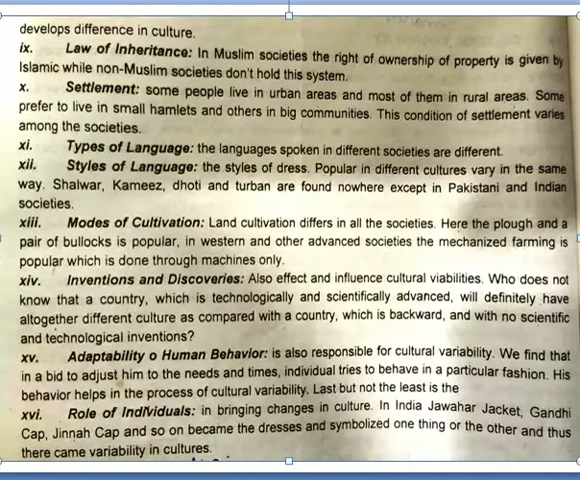 develops difference in culture.
ix. Law of Inheritance: In Muslim societies the right of ownership of property is given by
Islamic while non-Muslim societies don't hold this system.
x. Settlement: some people live in urban areas and most of them in rural areas. Some
prefer to live in small hamlets and others in big communities. This condition of settlement varies
among the societies.
xi. Types of Language: the languages spoken in different societies are different.
xii. Styles of Language: the styles of dress. Popular in different cultures vary in the same
way. Shalwar, Kameez, dhoti and turban are found nowhere except in Pakistani and Indian
societies.
xiii. Modes of Cultivation: Land cultivation differs in all the societies. Here the plough and a
pair of bullocks is popular, in western and other advanced societies the mechanized farming is
popular which is done through machines only.
xiv. Inventions and Discoveries: Also effect and influence cultural viabilities. Who does not
know that a country, which is technologically and scientifically advanced, will definitely have
altogether different culture as compared with a country, which is backward, and with no scientific
and technological inventions?
xv. Adaptability o Human Behavior: is also responsible for cultural variability. We find that
in a bid to adjust him to the needs and times, individual tries to behave in a particular fashion. His
behavior helps in the process of cultural variability. Last but not the least is the
xvi. Role of Individuals: in bringing changes in culture. In India Jawahar Jacket, Gandhi
Cap, Jinnah Cap and so on became the dresses and symbolized one thing or the other and thus
there came variability in cultures.